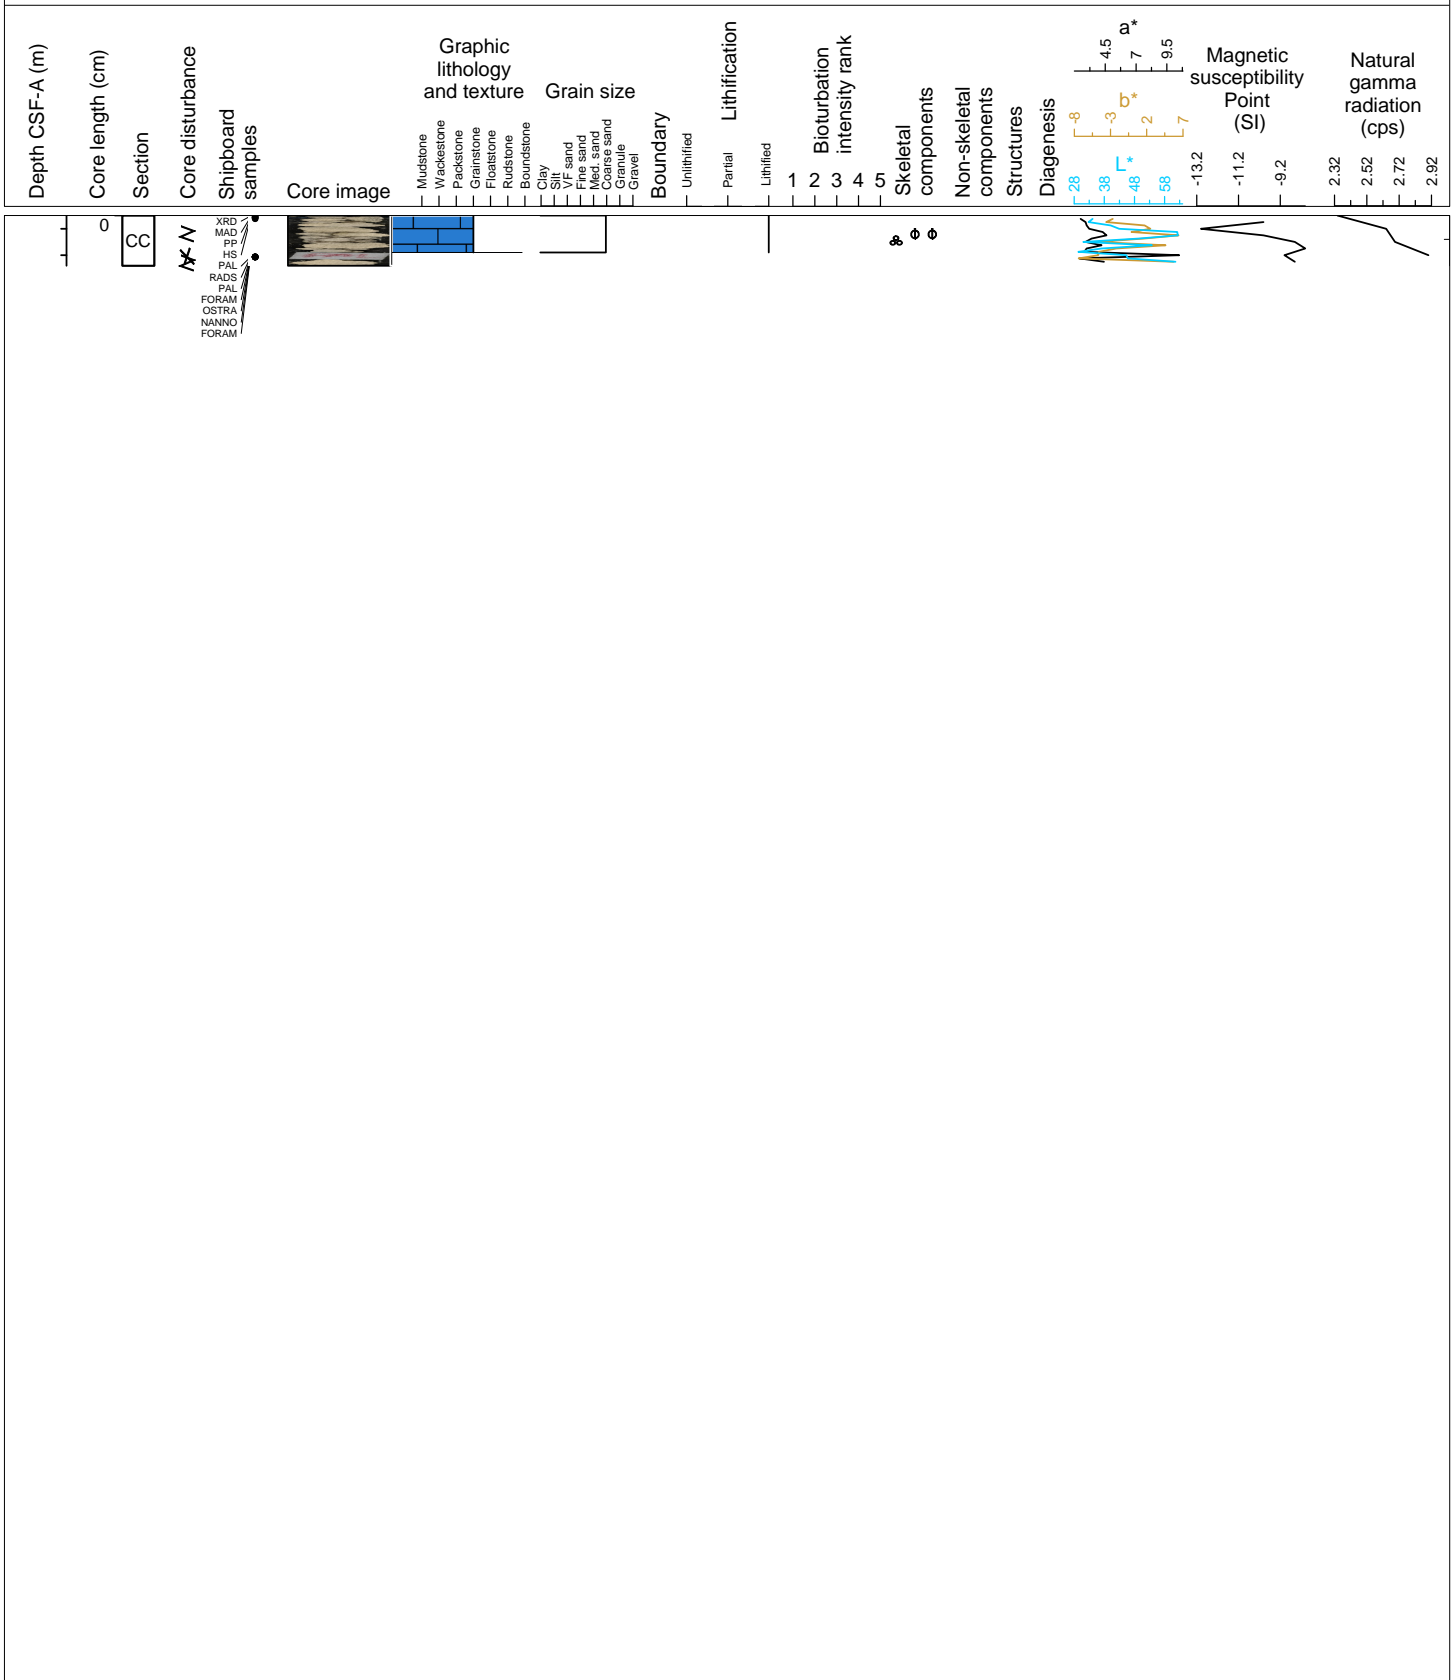 Depth CSF-A (m)
Core length (cm)
Section
Core disturbance
Shipboard
samples
Core image
Graphic
lithology
and texture
Mudstone
Wackestone
Packstone
Grainstone
Floatstone
Rudstone
Boundstone
Grain size
Clay
Silt
VF sand
Fine sand
Med. sand
Coarse sand
Granule
Gravel
Boundary
Lithification
Unlithified
Partial
Lithified
Bioturbation
intensity rank
1 2 3 4 5
Skeletal
components
Non-skeletal
components
Structures
Diagenesis
a*
4.5 7 9.5
b*
-8 -3 2 7
L*
28 38 48 58
Magnetic
susceptibility
Point
(SI)
-13.2 -11.2 -9.2
Natural
gamma
radiation
(cps)
2.32 2.52 2.72 2.92
0
CC
XRD
MAD
PP
HS
PAL
RADS
PAL
FORAM
OSTRA
NANNO
FORAM